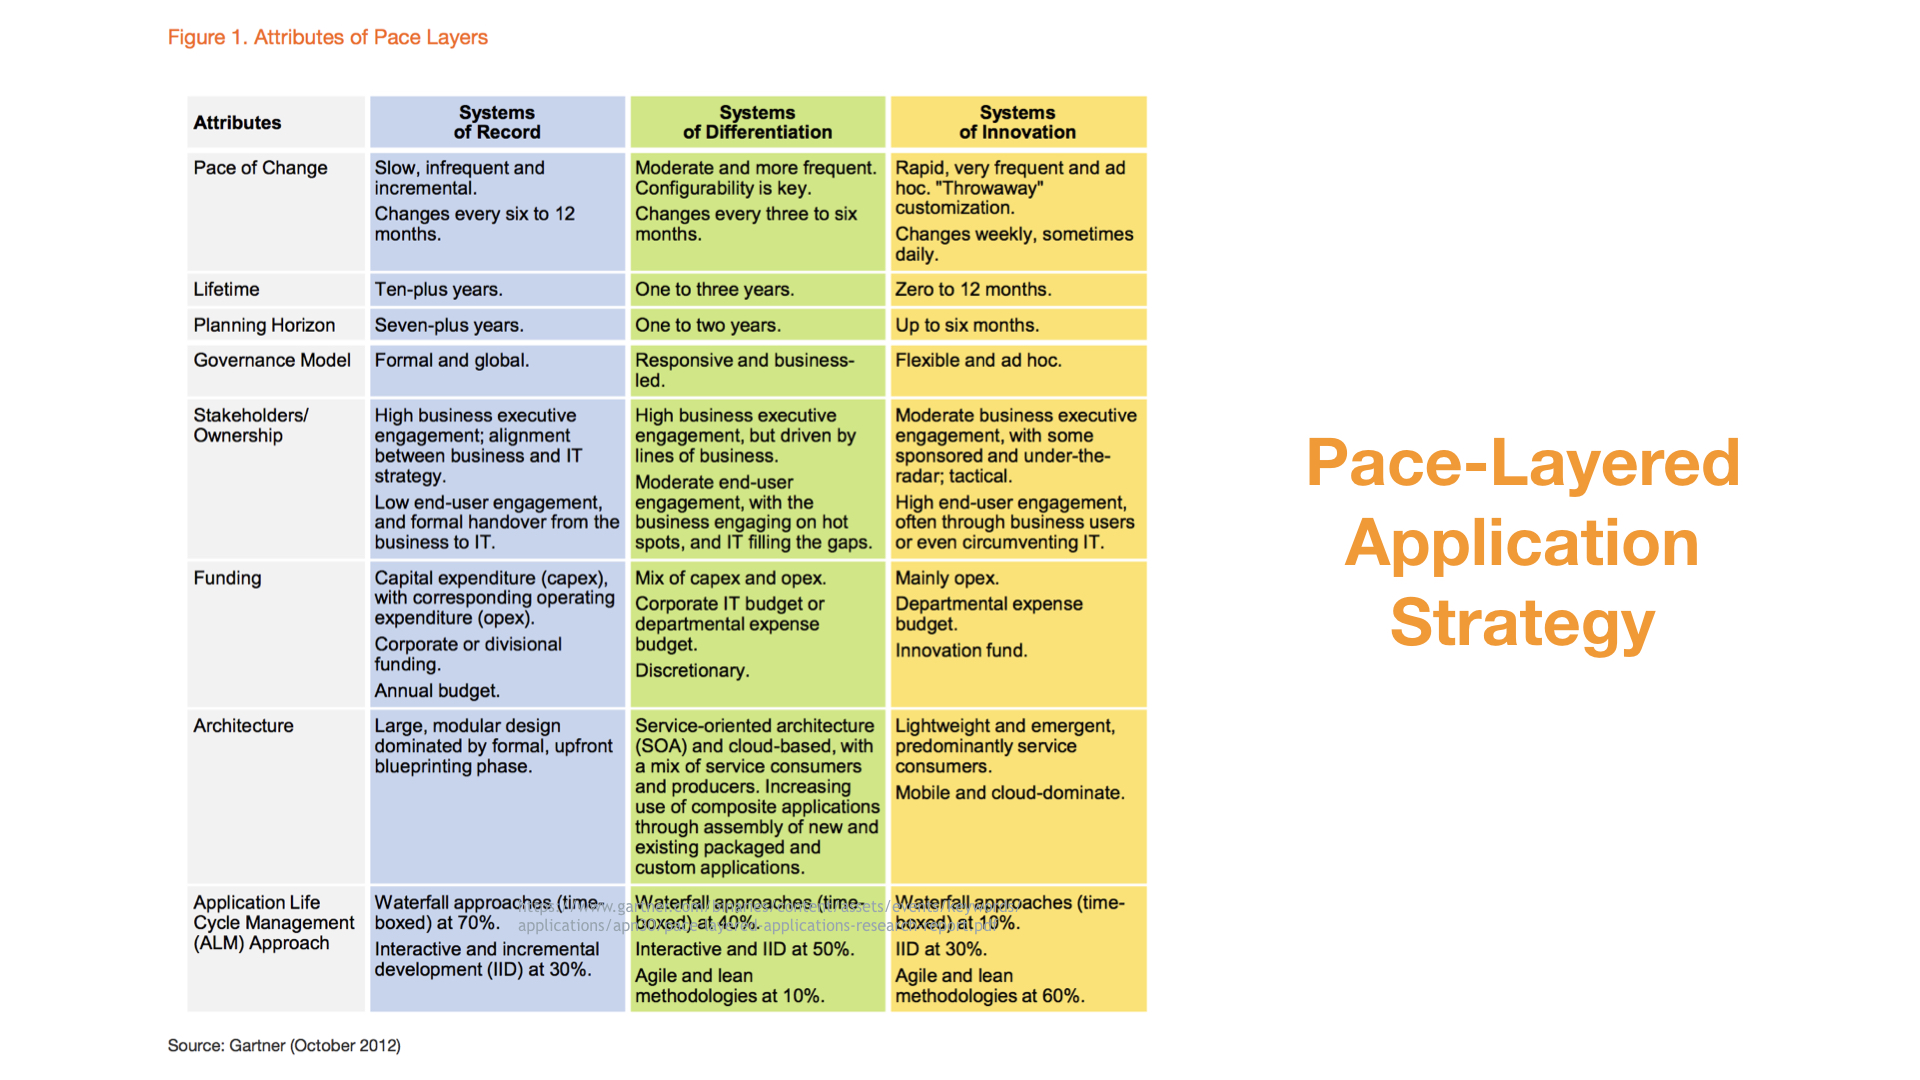 Figure 1. Attributes of Pace Layers
Attributes
Systems
of Record
Systems
of Differentiation
Systems
of Innovation
Pace of Change
Slow, infrequent and
incremental.
Changes every six to 12
months.
Moderate and more frequent.
Configurability is key.
Changes every three to six
months.
Rapid, very frequent and ad
hoc. "Throwaway"
customization.
Changes weekly, sometimes
daily.
Lifetime
Ten-plus years.
One to three years.
Zero to 12 months.
Planning Horizon
Seven-plus years.
One to two years.
Up to six months.
Governance Model
Formal and global.
Responsive and business-
led.
Flexible and ad hoc.
Stakeholders/
Ownership
High business executive
engagement; alignment
between business and IT
strategy.
Low end-user engagement,
and formal handover from the
business to IT.
High business executive
engagement, but driven by
lines of business.
Moderate end-user
engagement, with the
business engaging on hot
spots, and IT filling the gaps.
Moderate business executive
engagement, with some
sponsored and under-the-
radar; tactical.
High end-user engagement,
often through business users
or even circumventing IT.
Funding
Capital expenditure (capex),
with corresponding operating
expenditure (opex).
Corporate or divisional
funding.
Annual budget.
Mix of capex and opex.
Corporate IT budget or
departmental expense
budget.
Discretionary.
Mainly opex.
Departmental expense
budget.
Innovation fund.
Architecture
Large, modular design
dominated by formal, upfront
blueprinting phase.
Service-oriented architecture
(SOA) and cloud-based, with
a mix of service consumers
and producers. Increasing
use of composite applications
through assembly of new and
existing packaged and
custom applications.
Lightweight and emergent,
predominantly service
consumers.
Mobile and cloud-dominate.
Application Life
Cycle Management
(ALM) Approach
Waterfall approaches (time-
boxed) at 70%.
Interactive and incremental
development (IID) at 30%.
Waterfall approaches (time-
boxed) at 40%.
Interactive and IID at 50%.
Agile and lean
methodologies at 10%.
Waterfall approaches (time-
boxed) at 10%.
IID at 30%.
Agile and lean
methodologies at 60%.
Source: Gartner (October 2012)
Pace-Layered
Application
Strategy